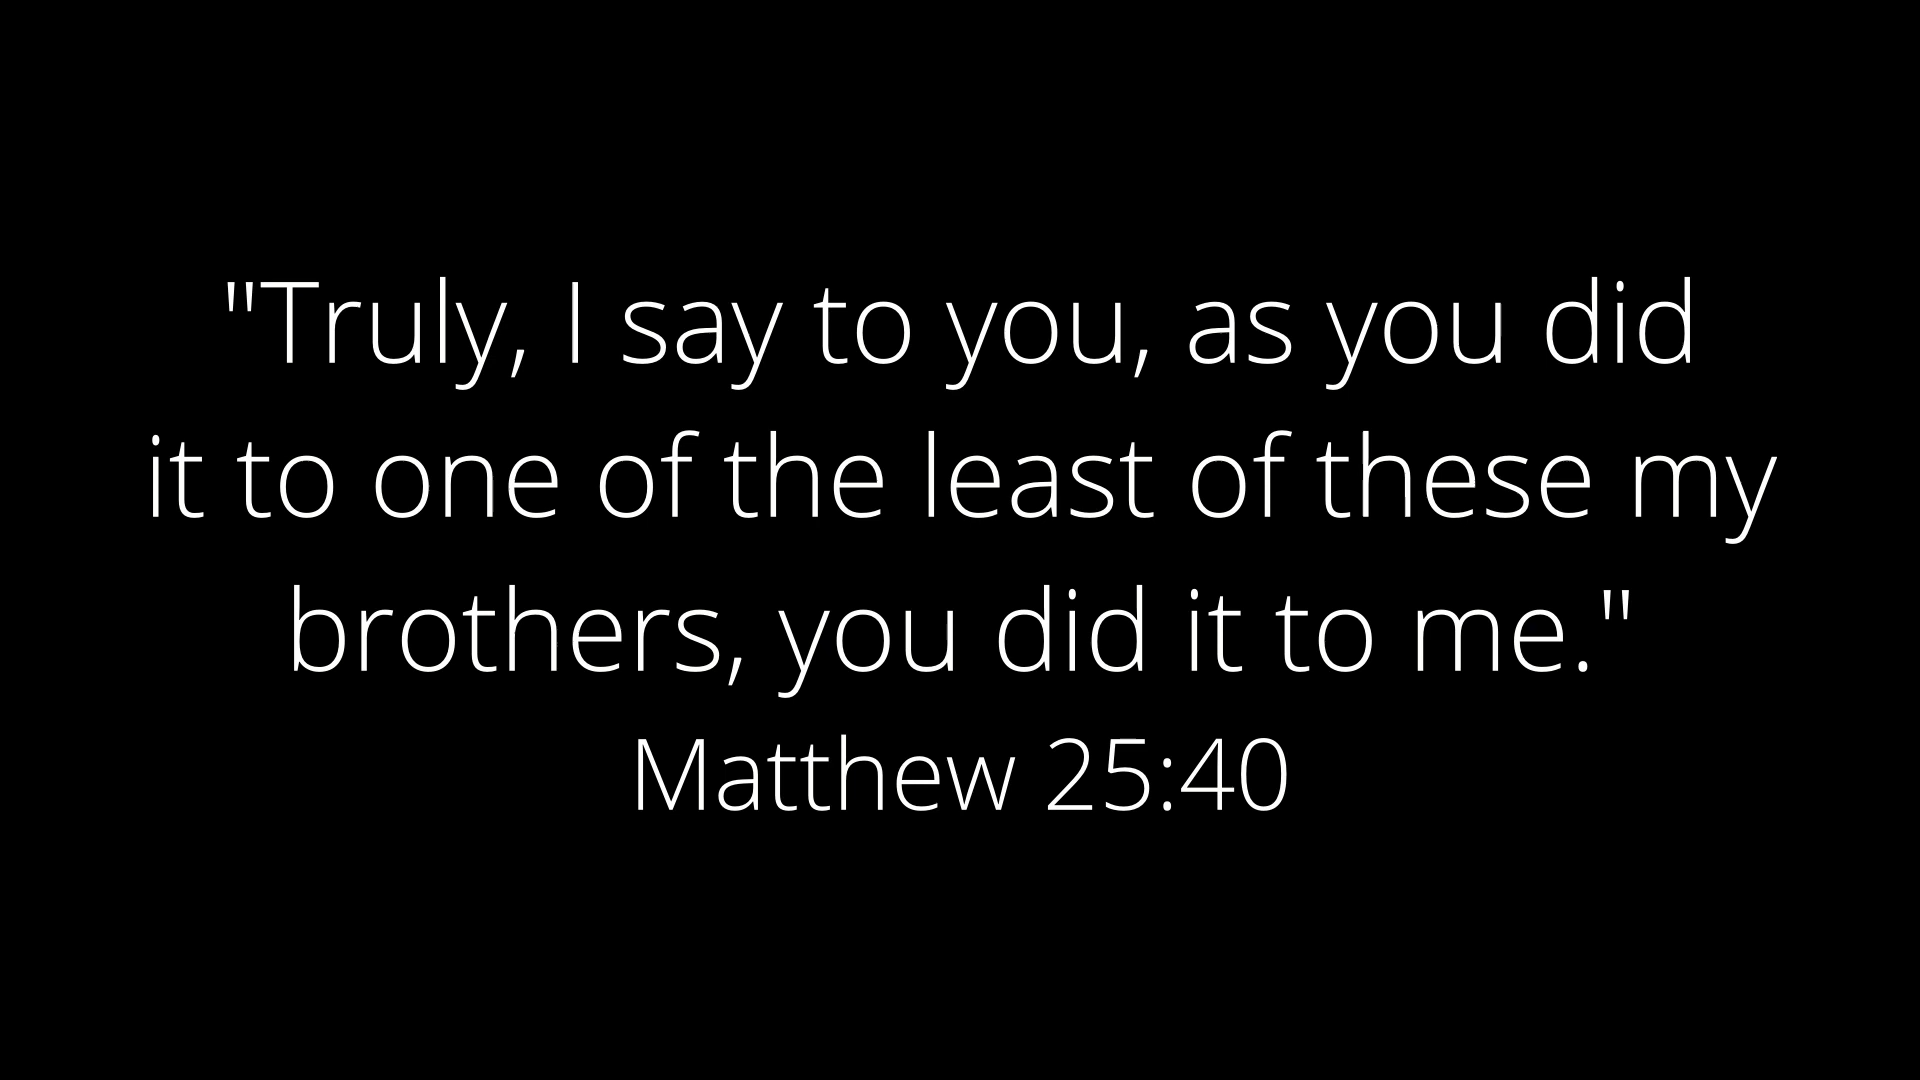 "Truly, I say to you, as you did
it to one of the least of these my
brothers, you did it to me."
Matthew 25:40